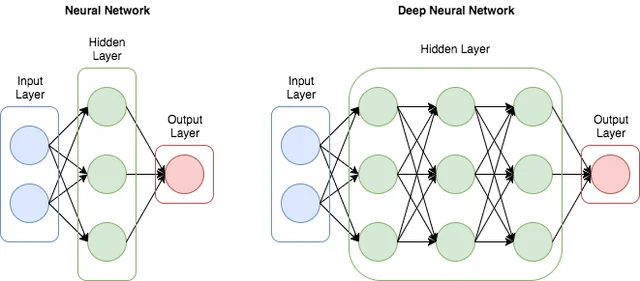 Neural Network
Hidden
Layer
Input
Layer
Output
Layer
Deep Neural Network
Hidden Layer
Input
Layer
Output
Layer